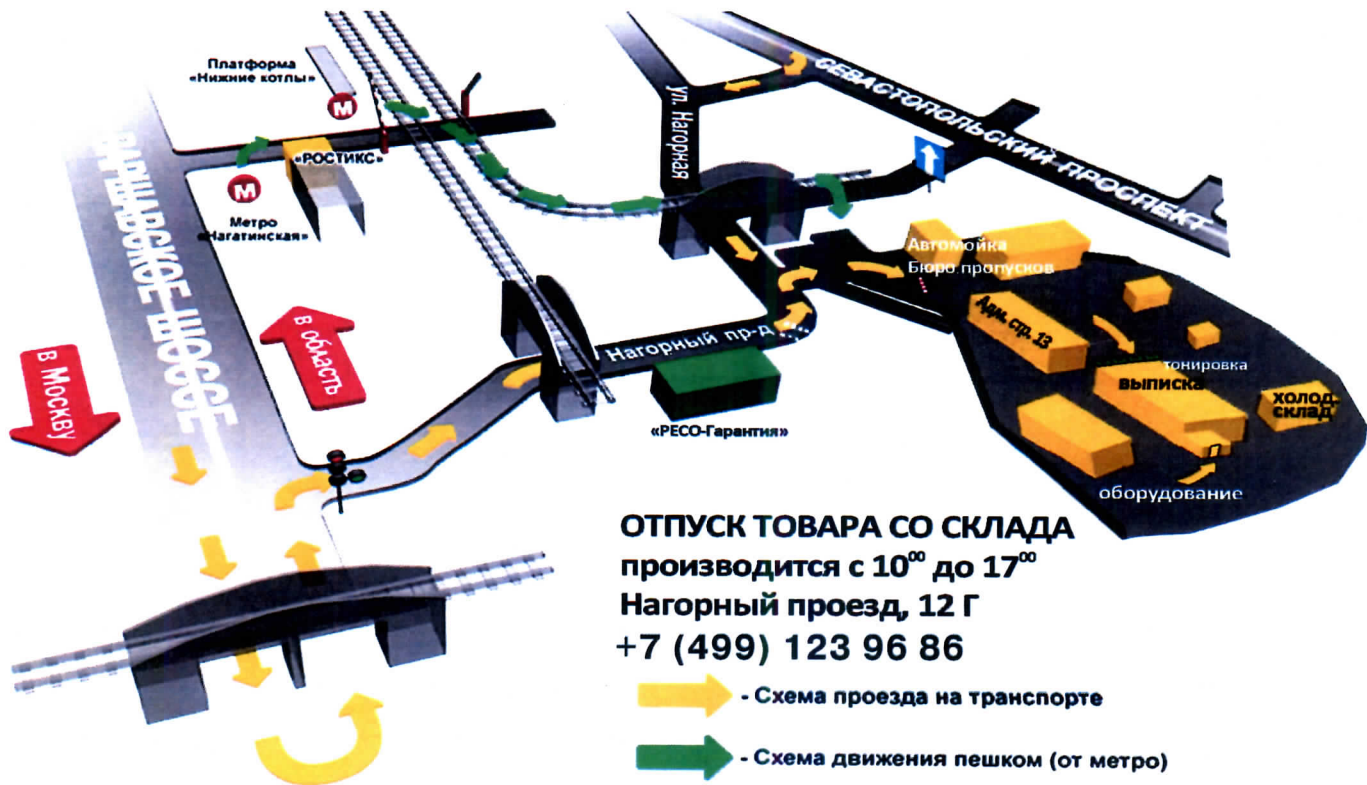 Платформа
«Нижние котлы»
М
«РОСТИКС»
М
Метро
«Нагатинская»
ВАРШАВСКОЕ ШОССЕ
в Москву
в область
ул. Нагорная
СЕВАСТОПОЛЬСКИЙ ПРОСПЕКТ
Нагорный пр-д
«РЕСО-Гарантия»
Автомойка
Бюро пропусков
Адм. стр. 13
тонировка
выписка
холод.
склад
оборудование
ОТПУСК ТОВАРА СО СКЛАДА
производится с 10⁰⁰ до 17⁰⁰
Нагорный проезд, 12 Г
+7 (499) 123 96 86
- Схема проезда на транспорте
- Схема движения пешком (от метро)